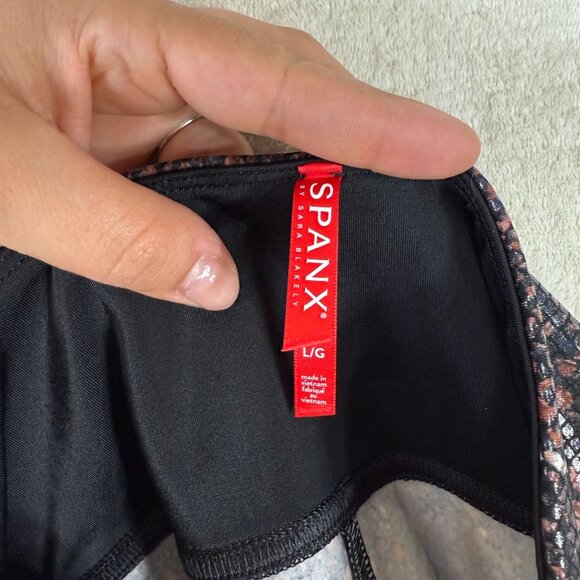 SPANX®
BY SARA BLAKELY
L/G
made in
vietnam
fabriqué
au
vietnam